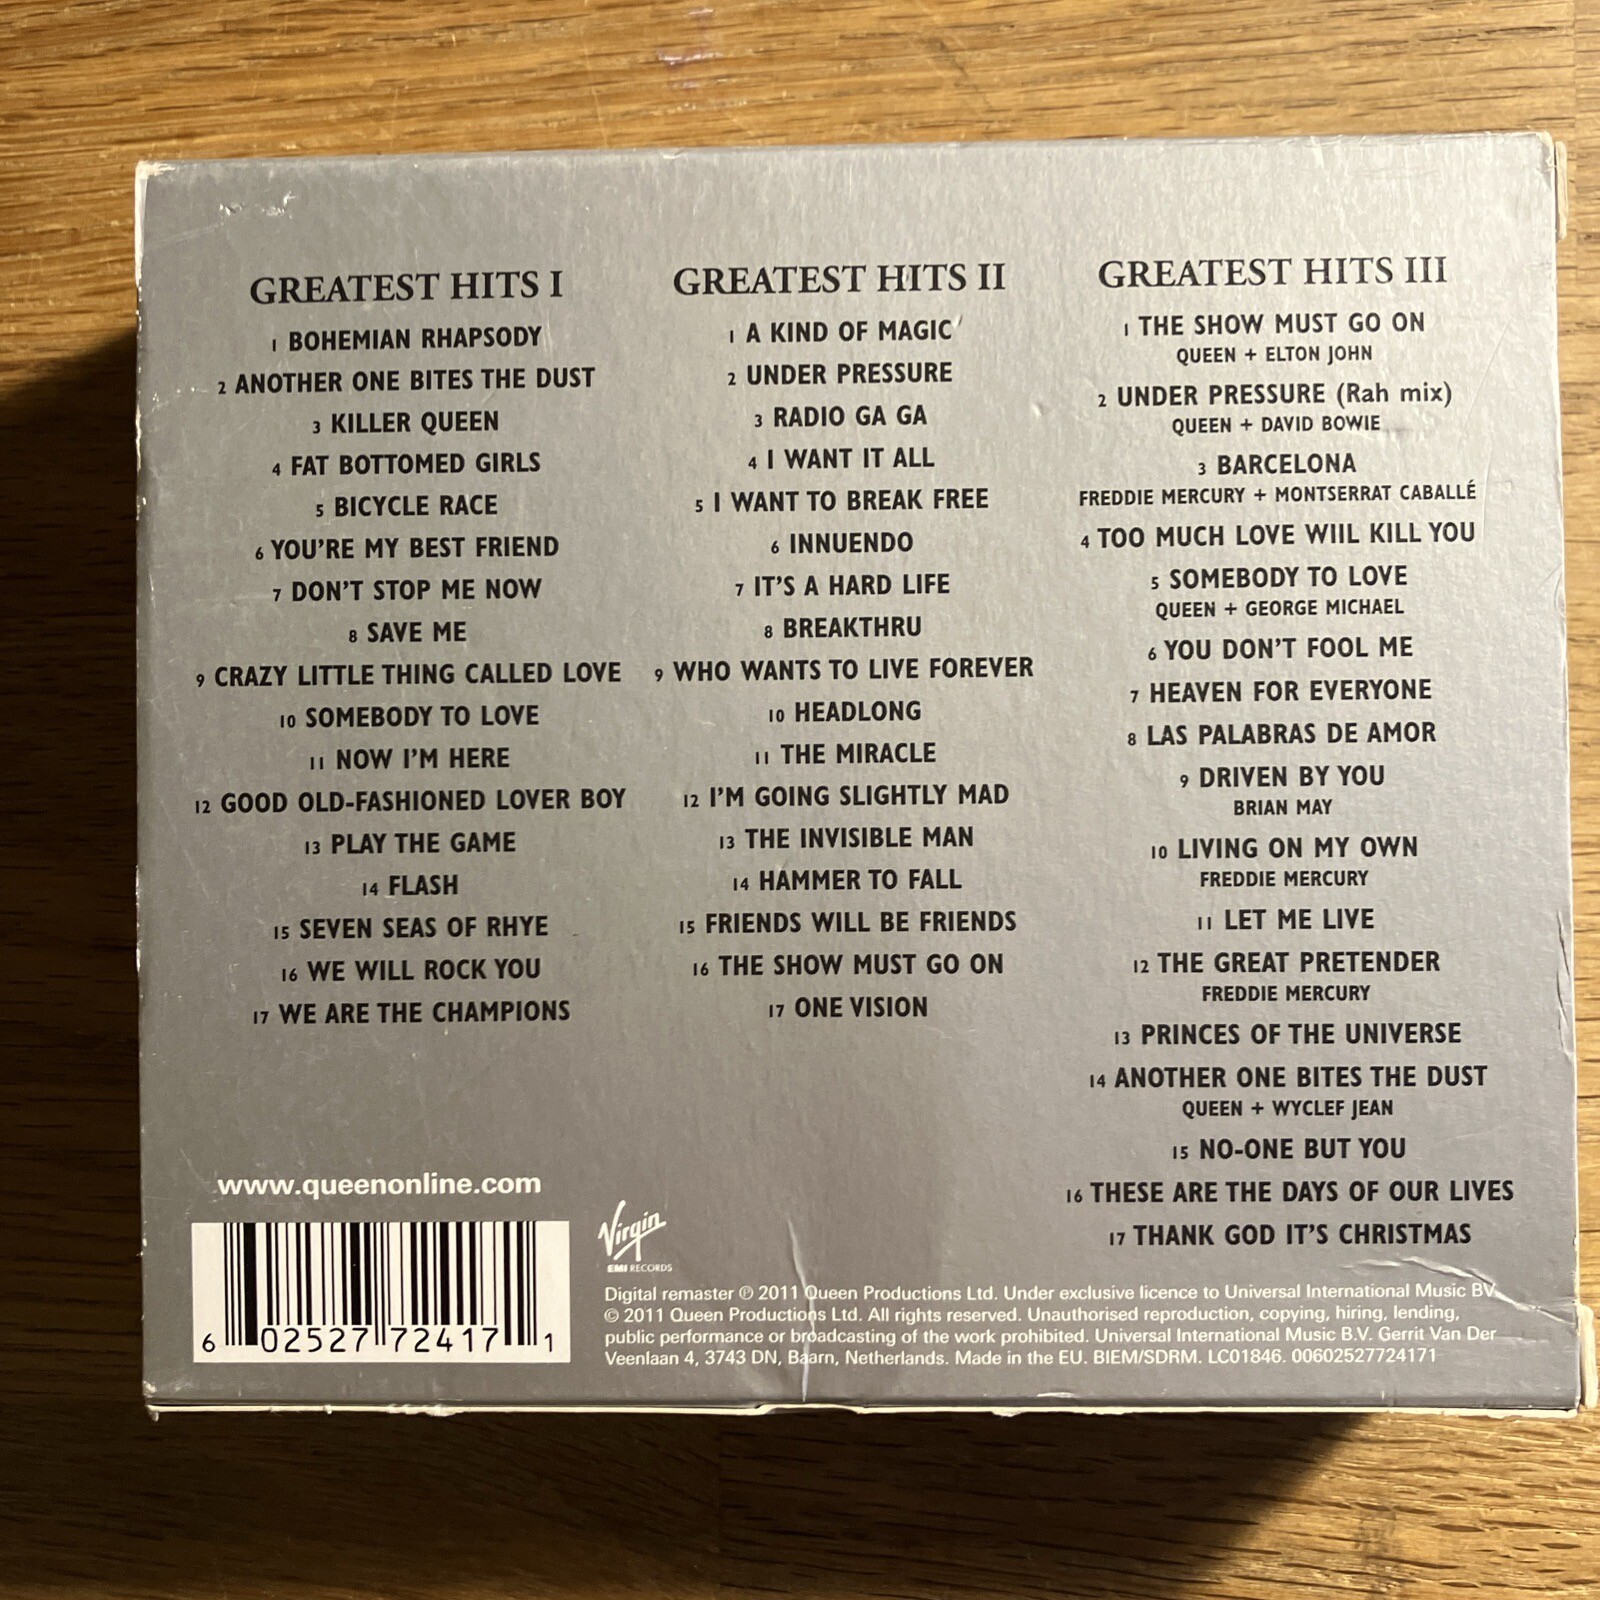 GREATEST HITS I
1 BOHEMIAN RHAPSODY
2 ANOTHER ONE BITES THE DUST
3 KILLER QUEEN
4 FAT BOTTOMED GIRLS
5 BICYCLE RACE
6 YOU'RE MY BEST FRIEND
7 DON'T STOP ME NOW
8 SAVE ME
9 CRAZY LITTLE THING CALLED LOVE
10 SOMEBODY TO LOVE
11 NOW I'M HERE
12 GOOD OLD-FASHIONED LOVER BOY
13 PLAY THE GAME
14 FLASH
15 SEVEN SEAS OF RHYE
16 WE WILL ROCK YOU
17 WE ARE THE CHAMPIONS
GREATEST HITS II
1 A KIND OF MAGIC
2 UNDER PRESSURE
3 RADIO GA GA
4 I WANT IT ALL
5 I WANT TO BREAK FREE
6 INNUENDO
7 IT'S A HARD LIFE
8 BREAKTHRU
9 WHO WANTS TO LIVE FOREVER
10 HEADLONG
11 THE MIRACLE
12 I'M GOING SLIGHTLY MAD
13 THE INVISIBLE MAN
14 HAMMER TO FALL
15 FRIENDS WILL BE FRIENDS
16 THE SHOW MUST GO ON
17 ONE VISION
GREATEST HITS III
1 THE SHOW MUST GO ON
QUEEN + ELTON JOHN
2 UNDER PRESSURE (Rah mix)
QUEEN + DAVID BOWIE
3 BARCELONA
FREDDIE MERCURY + MONTSERRAT CABALLÉ
4 TOO MUCH LOVE WIIL KILL YOU
5 SOMEBODY TO LOVE
QUEEN + GEORGE MICHAEL
6 YOU DON'T FOOL ME
7 HEAVEN FOR EVERYONE
8 LAS PALABRAS DE AMOR
9 DRIVEN BY YOU
BRIAN MAY
10 LIVING ON MY OWN
FREDDIE MERCURY
11 LET ME LIVE
12 THE GREAT PRETENDER
FREDDIE MERCURY
13 PRINCES OF THE UNIVERSE
14 ANOTHER ONE BITES THE DUST
QUEEN + WYCLEF JEAN
15 NO-ONE BUT YOU
16 THESE ARE THE DAYS OF OUR LIVES
17 THANK GOD IT'S CHRISTMAS
www.queenonline.com
6 02527 72417 1
Virgin
EMI RECORDS
Digital remaster ℗ 2011 Queen Productions Ltd. Under exclusive licence to Universal International Music BV
© 2011 Queen Productions Ltd. All rights reserved. Unauthorised reproduction, copying, hiring, lending,
public performance or broadcasting of the work prohibited. Universal International Music B.V. Gerrit Van Der
Veenlaan 4, 3743 DN, Baarn, Netherlands. Made in the EU. BIEM/SDRM. LC01846. 00602527724171